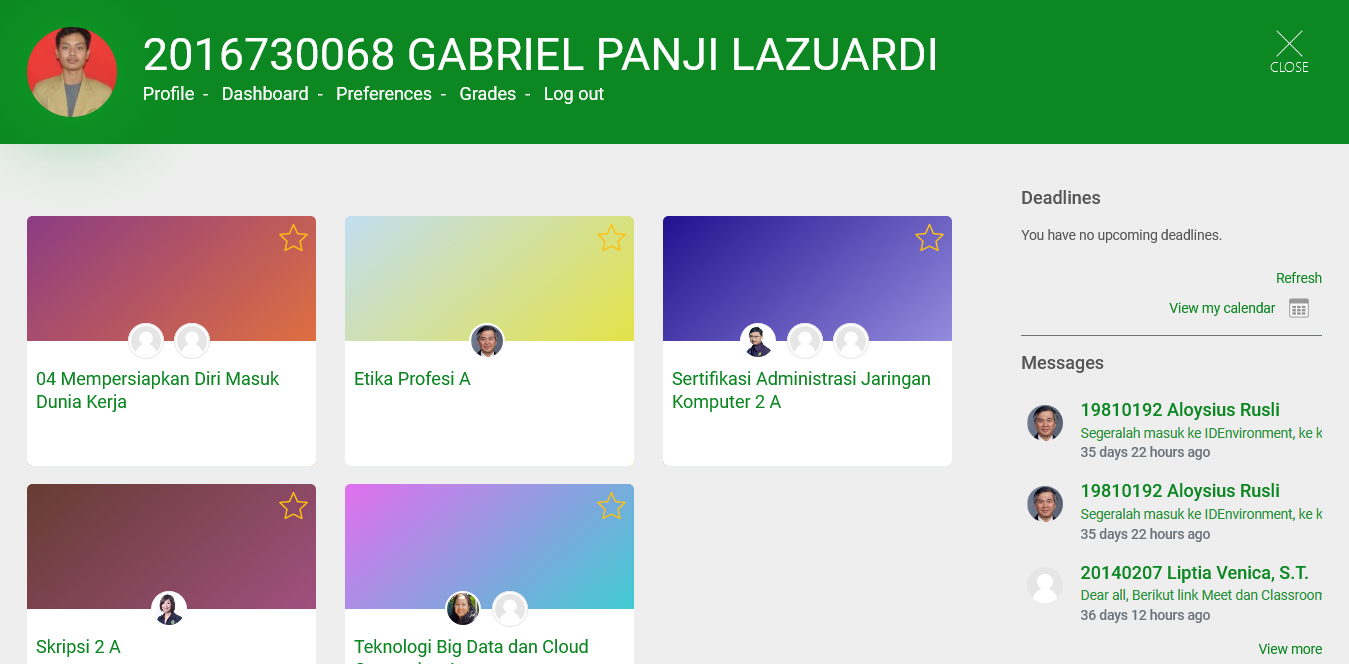 2016730068 GABRIEL PANJI LAZUARDI
CLOSE
Profile - Dashboard - Preferences - Grades - Log out
04 Mempersiapkan Diri Masuk
Dunia Kerja
Etika Profesi A
Sertifikasi Administrasi Jaringan
Komputer 2 A
Skripsi 2 A
Teknologi Big Data dan Cloud
Deadlines
You have no upcoming deadlines.
Refresh
View my calendar
Messages
19810192 Aloysius Rusli
Segeralah masuk ke IDEnvironment, ke k
35 days 22 hours ago
19810192 Aloysius Rusli
Segeralah masuk ke IDEnvironment, ke k
35 days 22 hours ago
20140207 Liptia Venica, S.T.
Dear all, Berikut link Meet dan Classroom
36 days 12 hours ago
View more